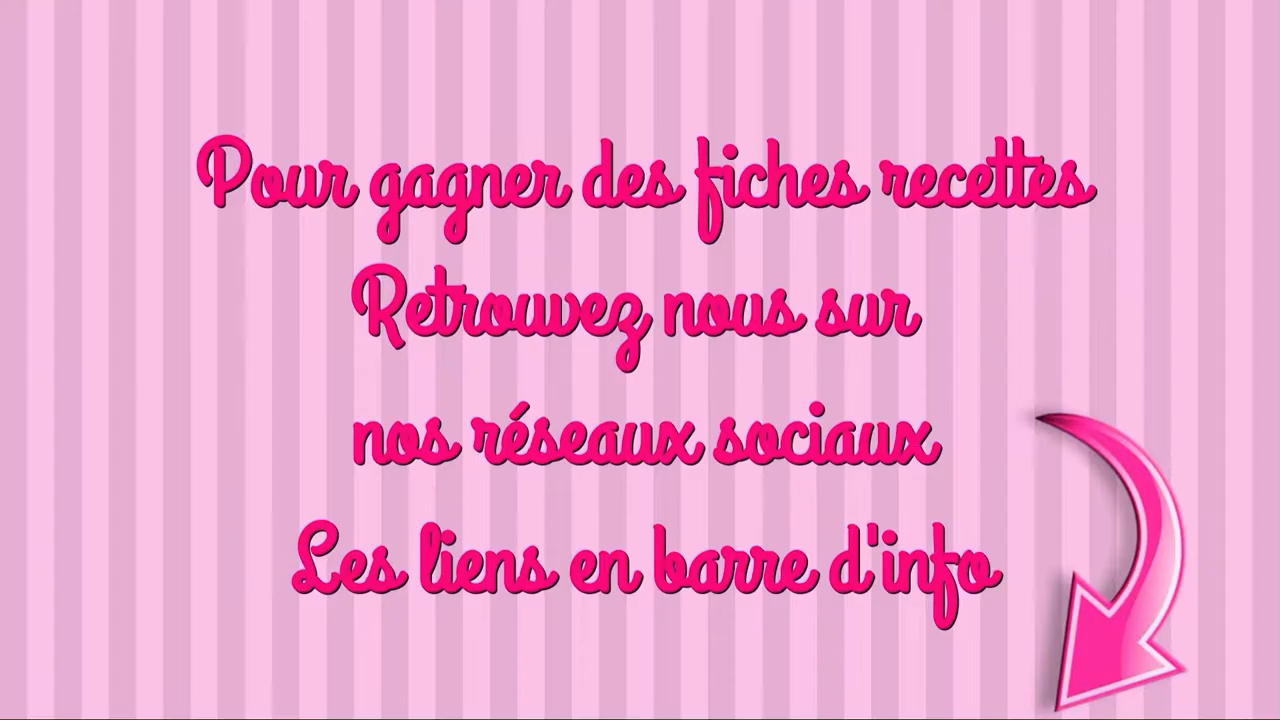 Pour gagner des fiches recettes
Retrouvez nous sur
nos réseaux sociaux
Les liens en barre d'info